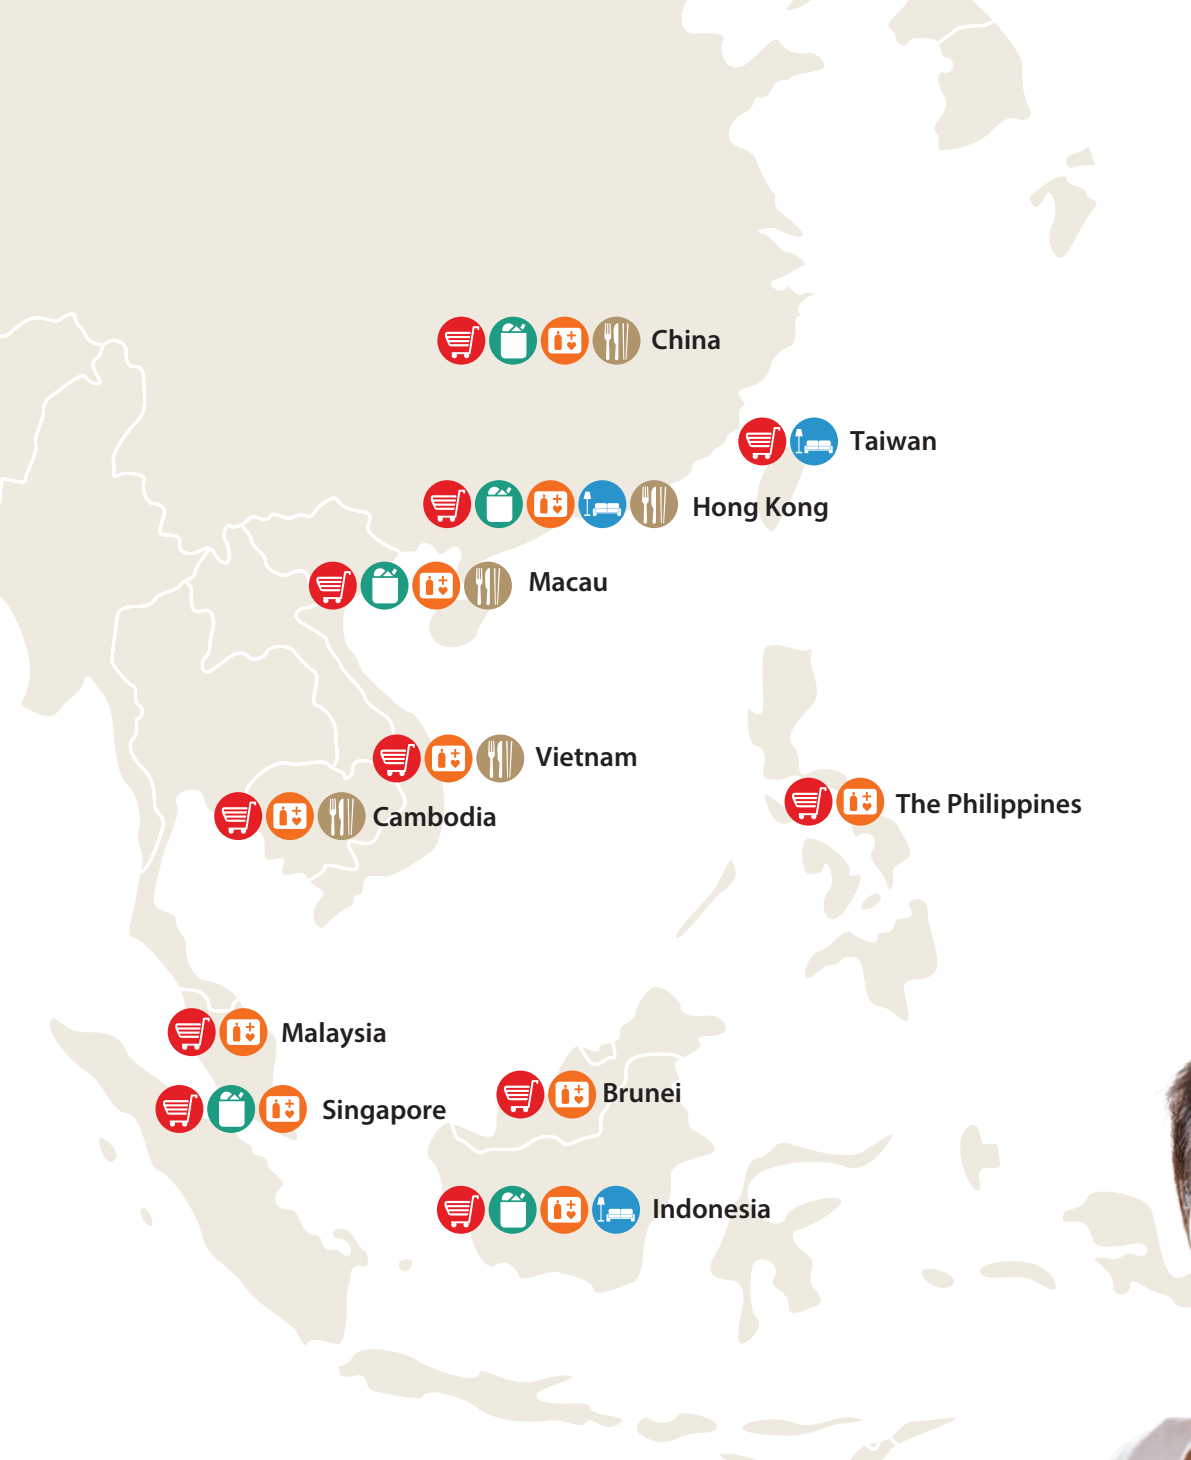 China
Taiwan
Hong Kong
Macau
Vietnam
The Philippines
Cambodia
Malaysia
Brunei
Singapore
Indonesia